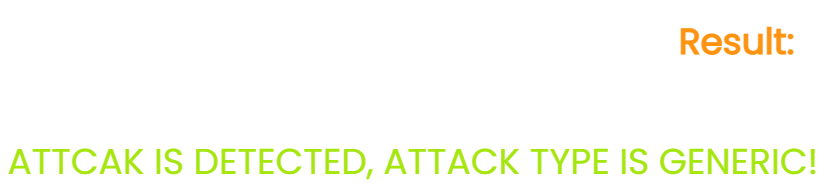 Result:
ATTCAK IS DETECTED, ATTACK TYPE IS GENERIC!